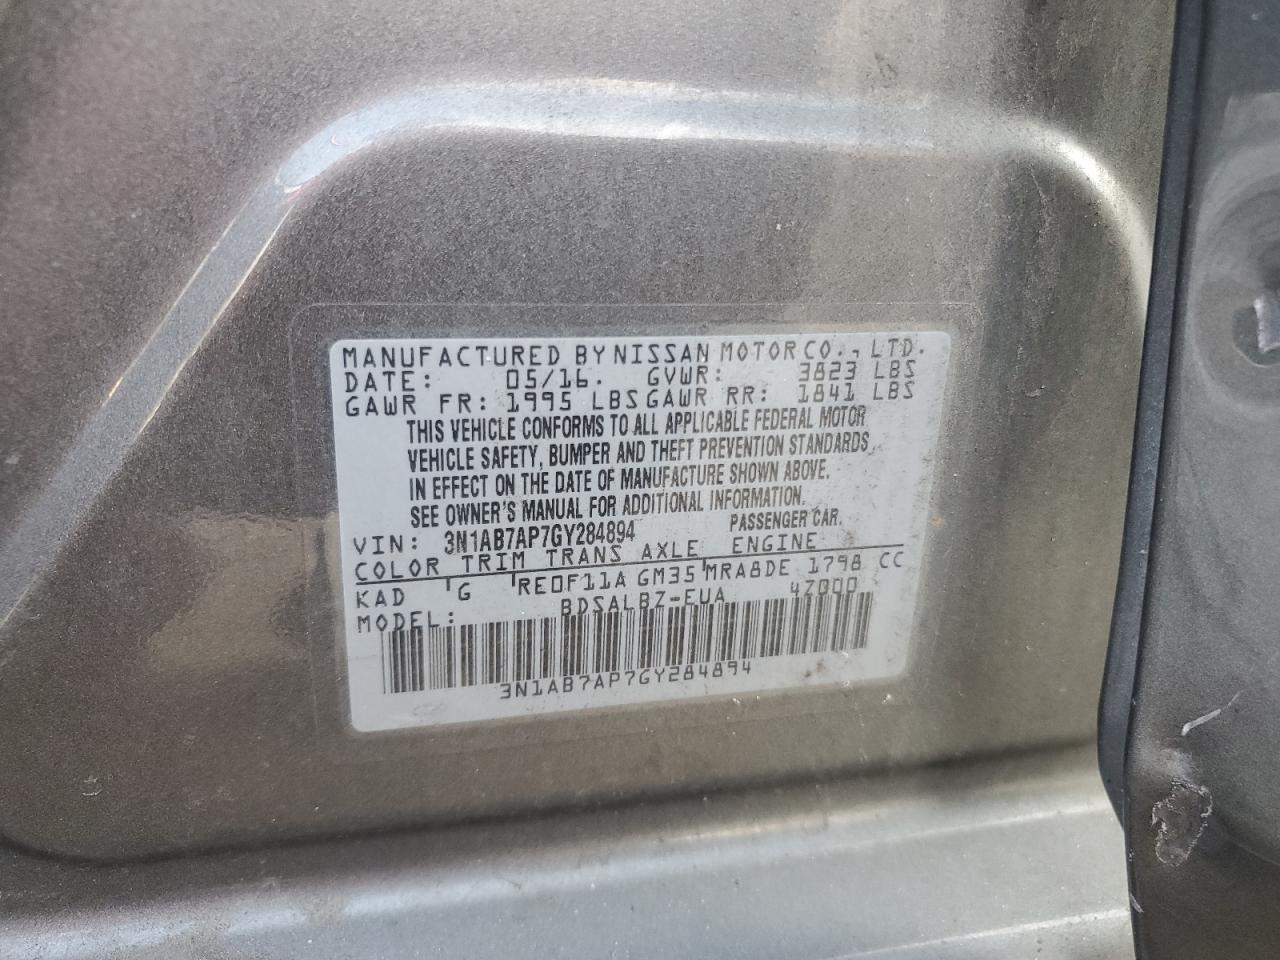 MANUFACTURED BY NISSAN MOTOR CO., LTD.
DATE: 05/16. GVWR: 3823 LBS
GAWR FR: 1995 LBS GAWR RR: 1841 LBS
THIS VEHICLE CONFORMS TO ALL APPLICABLE FEDERAL MOTOR
VEHICLE SAFETY, BUMPER AND THEFT PREVENTION STANDARDS
IN EFFECT ON THE DATE OF MANUFACTURE SHOWN ABOVE.
SEE OWNER'S MANUAL FOR ADDITIONAL INFORMATION.
VIN: 3N1AB7AP7GY284894 PASSENGER CAR.
COLOR TRIM TRANS AXLE ENGINE
KAD G RE0F11A GM35 MRA8DE 1798 CC
MODEL: BDSALBZ-EUA
3N1AB7AP7GY284894